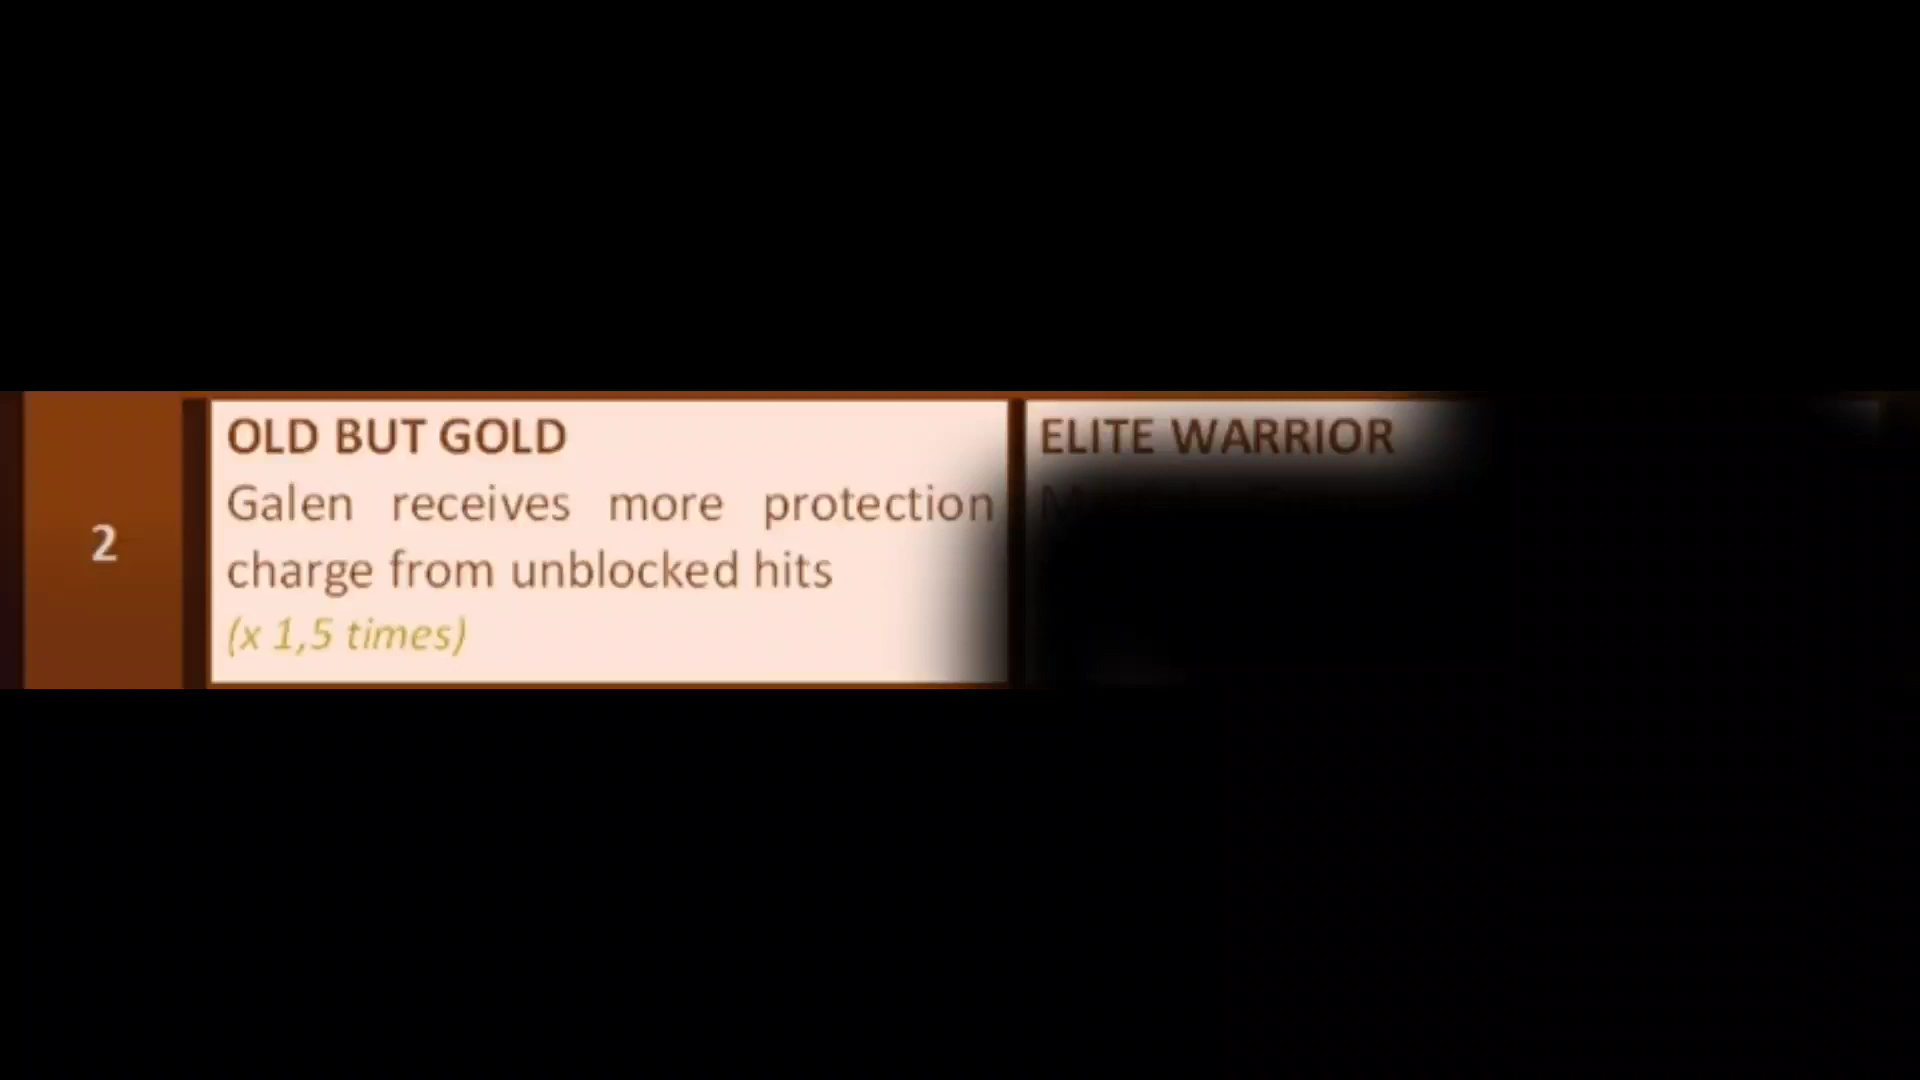 2
OLD BUT GOLD
Galen receives more protection
charge from unblocked hits
(x 1,5 times)
ELITE WARRIOR